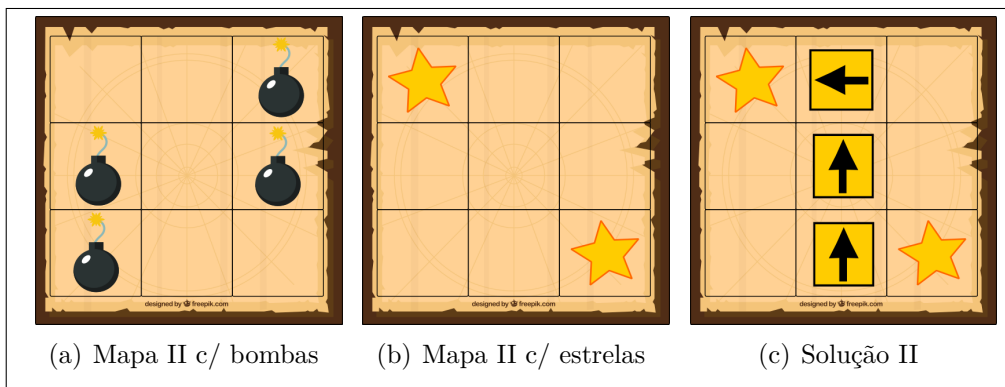 designed by freepik.com
designed by freepik.com
designed by freepik.com
(a) Mapa II c/ bombas
(b) Mapa II c/ estrelas
(c) Solução II